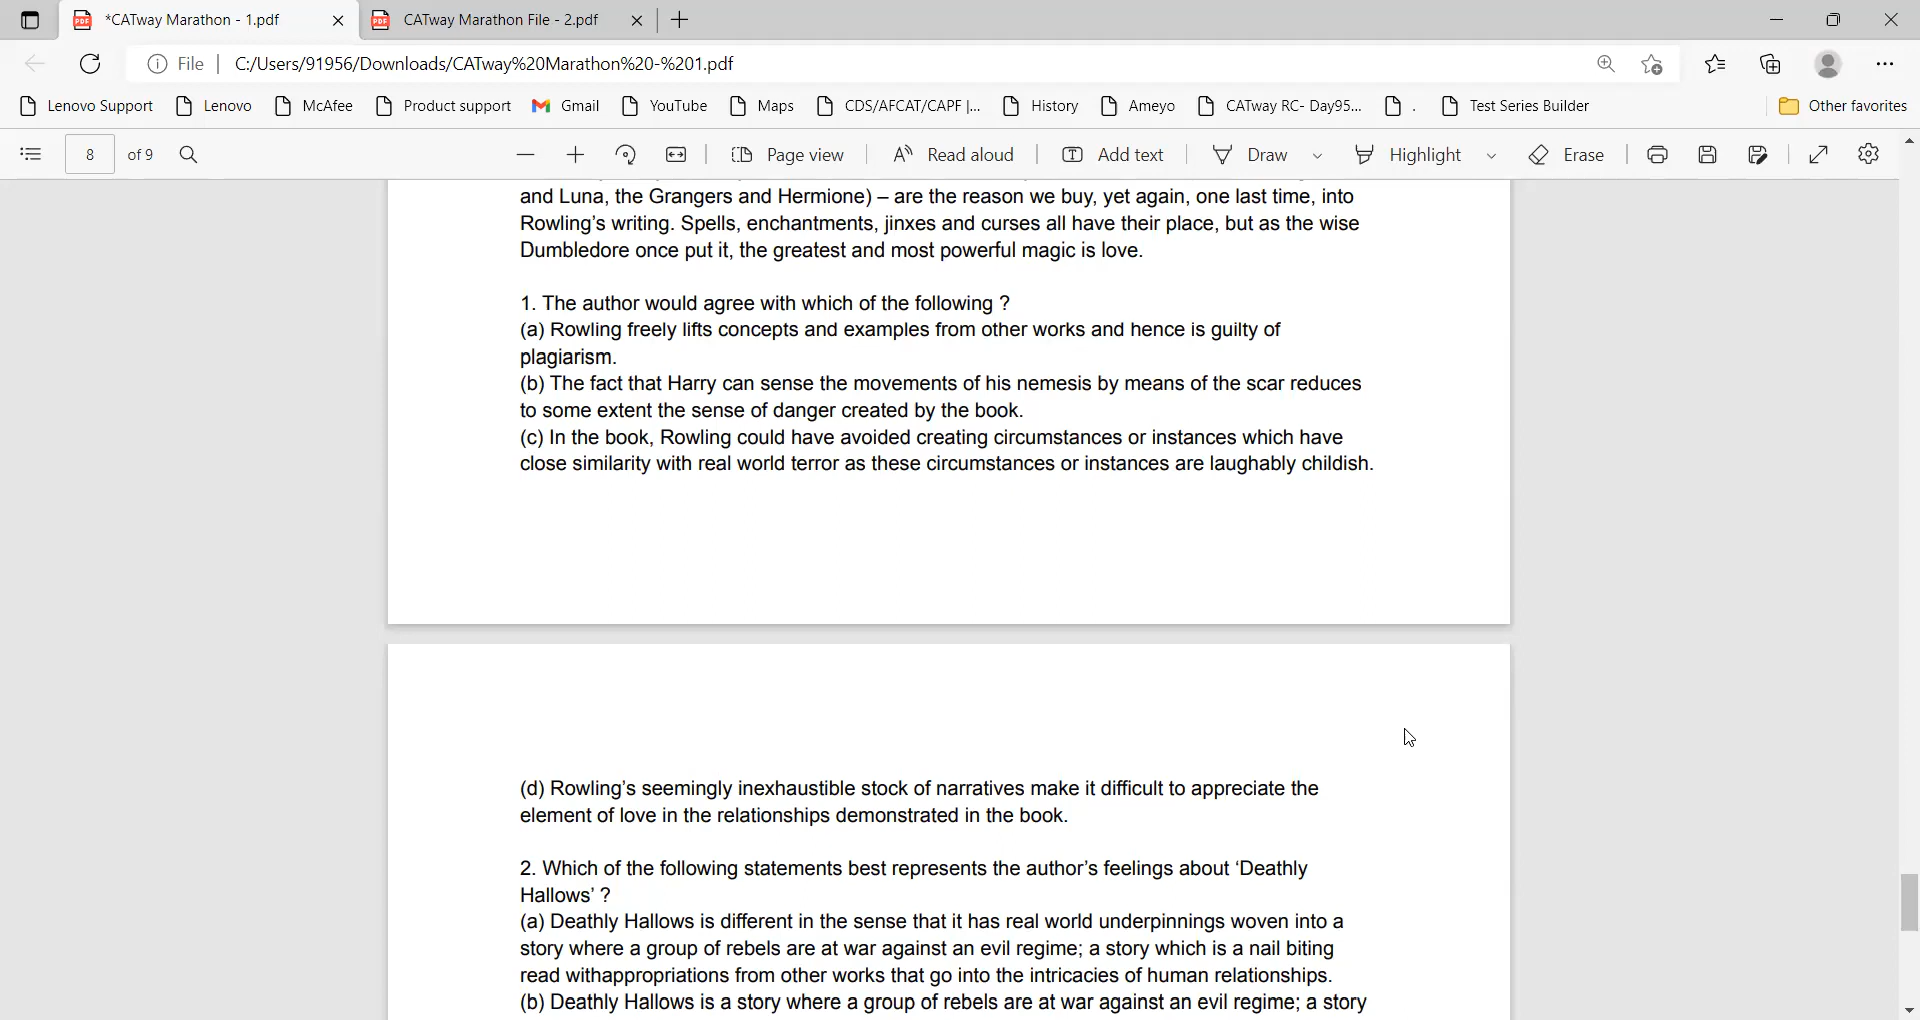 *CATway Marathon - 1.pdf
CATway Marathon File - 2.pdf
File C:/Users/91956/Downloads/CATway%20Marathon%20-%201.pdf
Lenovo Support Lenovo McAfee Product support Gmail YouTube Maps CDS/AFCAT/CAPF |... History Ameyo CATway RC- Day95... . Test Series Builder Other favorites
8 of 9 Page view Read aloud Add text Draw Highlight Erase
and Luna, the Grangers and Hermione) – are the reason we buy, yet again, one last time, into
Rowling’s writing. Spells, enchantments, jinxes and curses all have their place, but as the wise
Dumbledore once put it, the greatest and most powerful magic is love.
1. The author would agree with which of the following ?
(a) Rowling freely lifts concepts and examples from other works and hence is guilty of
plagiarism.
(b) The fact that Harry can sense the movements of his nemesis by means of the scar reduces
to some extent the sense of danger created by the book.
(c) In the book, Rowling could have avoided creating circumstances or instances which have
close similarity with real world terror as these circumstances or instances are laughably childish.
(d) Rowling’s seemingly inexhaustible stock of narratives make it difficult to appreciate the
element of love in the relationships demonstrated in the book.
2. Which of the following statements best represents the author’s feelings about ‘Deathly
Hallows’ ?
(a) Deathly Hallows is different in the sense that it has real world underpinnings woven into a
story where a group of rebels are at war against an evil regime; a story which is a nail biting
read withappropriations from other works that go into the intricacies of human relationships.
(b) Deathly Hallows is a story where a group of rebels are at war against an evil regime; a story